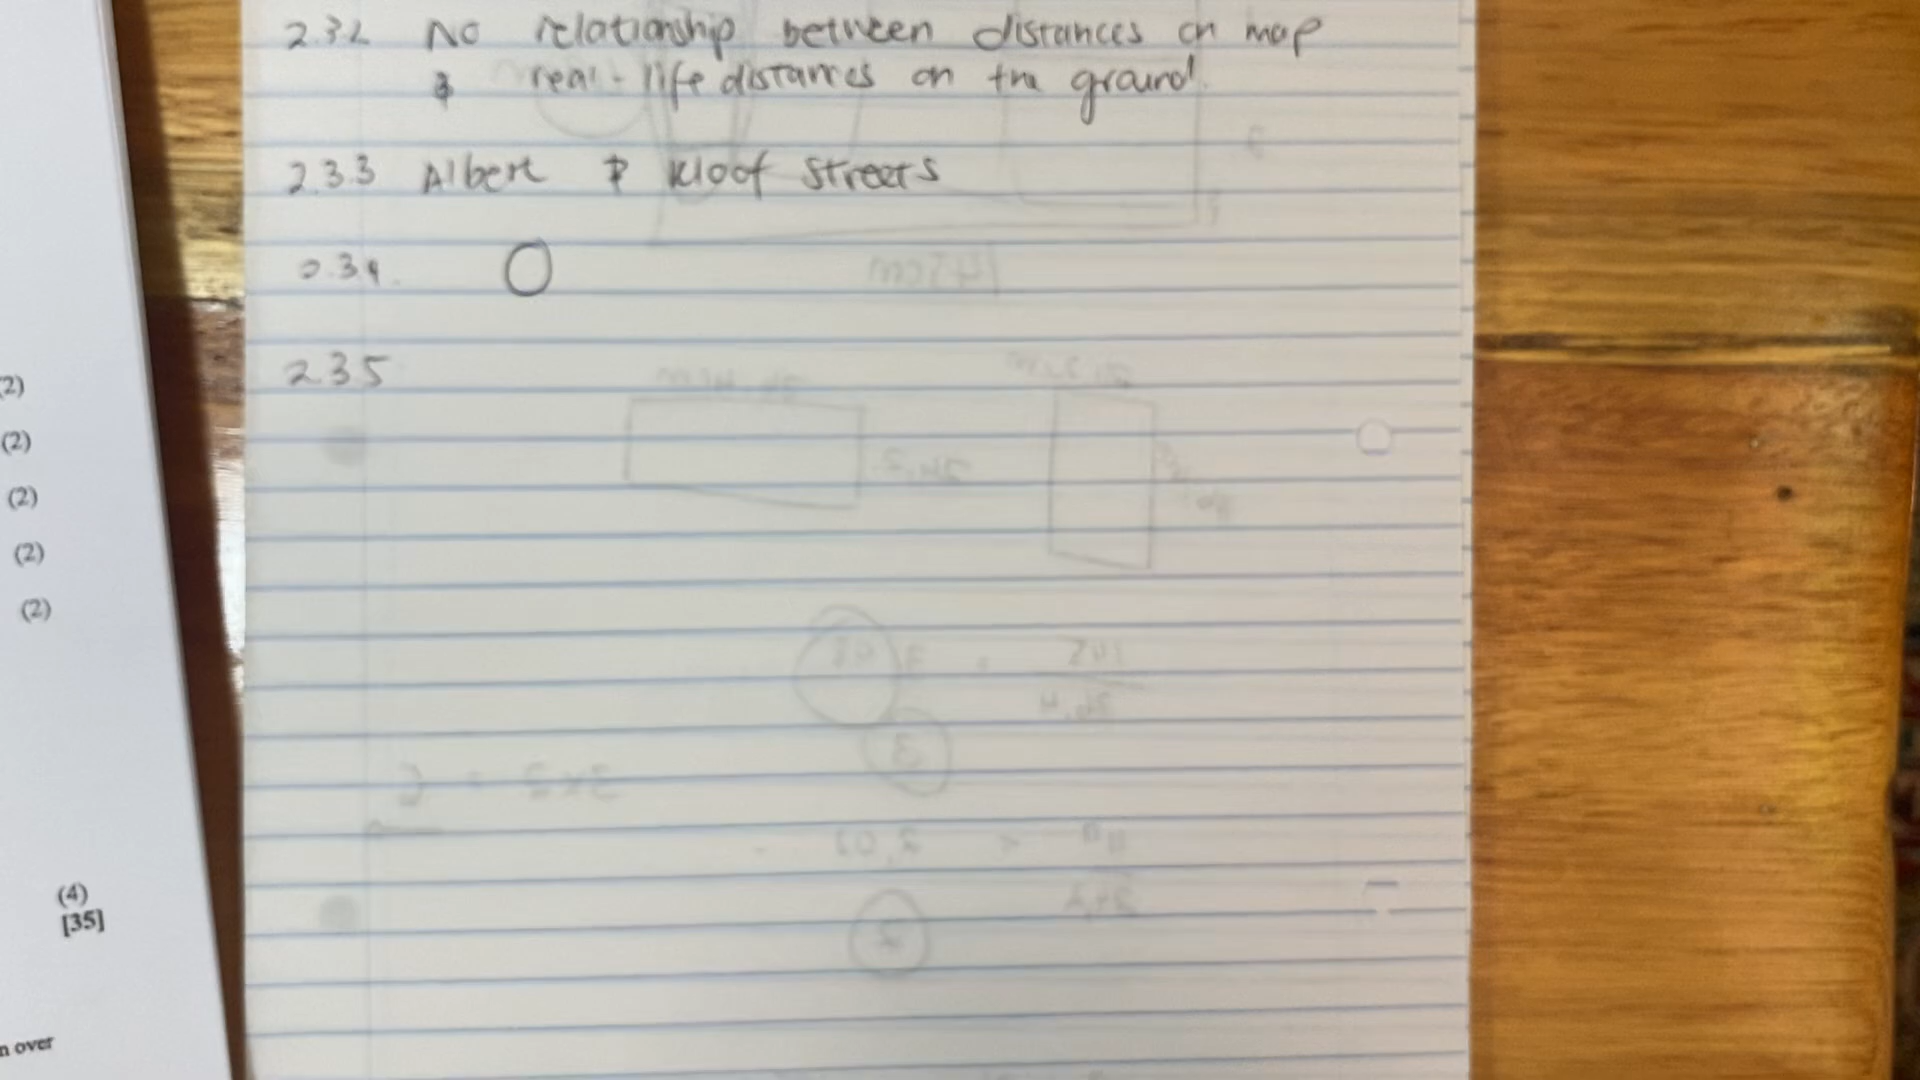 2.3.2 No relationship between distances on map
& real-life distances on the ground.
2.3.3 Albert & Kloof Streets
2.3.4. 0
2.3.5
(2)
(2)
(2)
(2)
(2)
(4)
[35]
n over